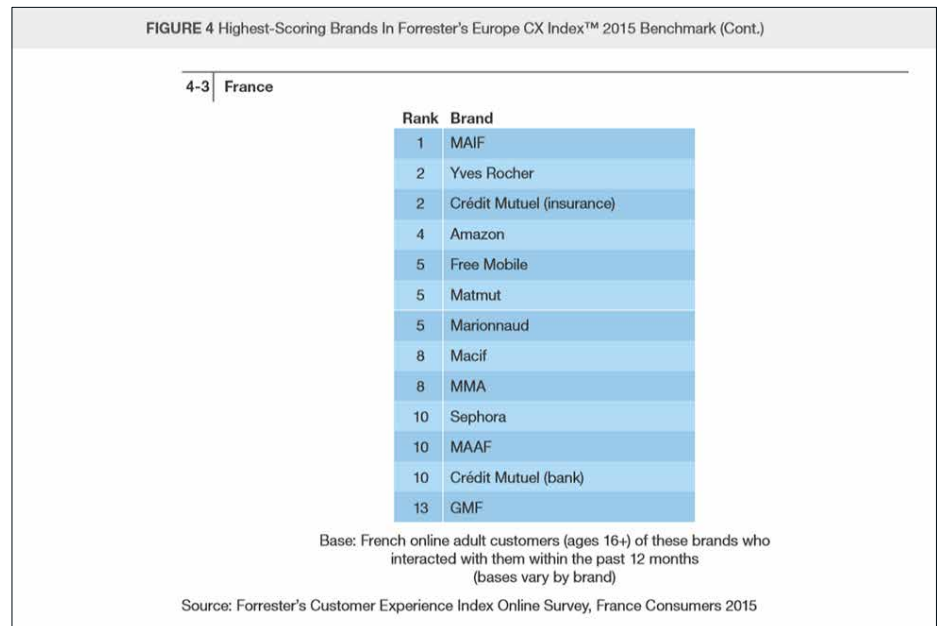 FIGURE 4 Highest-Scoring Brands In Forrester's Europe CX Index™ 2015 Benchmark (Cont.)
4-3 France
Rank Brand
1 MAIF
2 Yves Rocher
2 Crédit Mutuel (insurance)
4 Amazon
5 Free Mobile
5 Matmut
5 Marionnaud
8 Macif
8 MMA
10 Sephora
10 MAAF
10 Crédit Mutuel (bank)
13 GMF
Base: French online adult customers (ages 16+) of these brands who
interacted with them within the past 12 months
(bases vary by brand)
Source: Forrester's Customer Experience Index Online Survey, France Consumers 2015